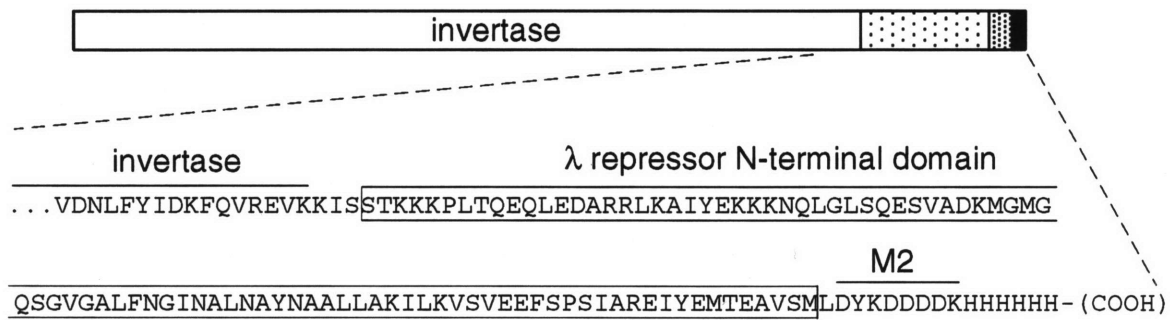 invertase
invertase
λ repressor N-terminal domain
...VDNLFYIDKFQVREVKKISSTKKKPLTQEQLEDARRLKAIYEKKKNQLGLSQESVADKMGMG
M2
QSGVGALFNGINALNAYNAALLAKILKVSVEEFSPSIAREIYEMTEAVSMLDYKDDDDKHHHHHH-(COOH)